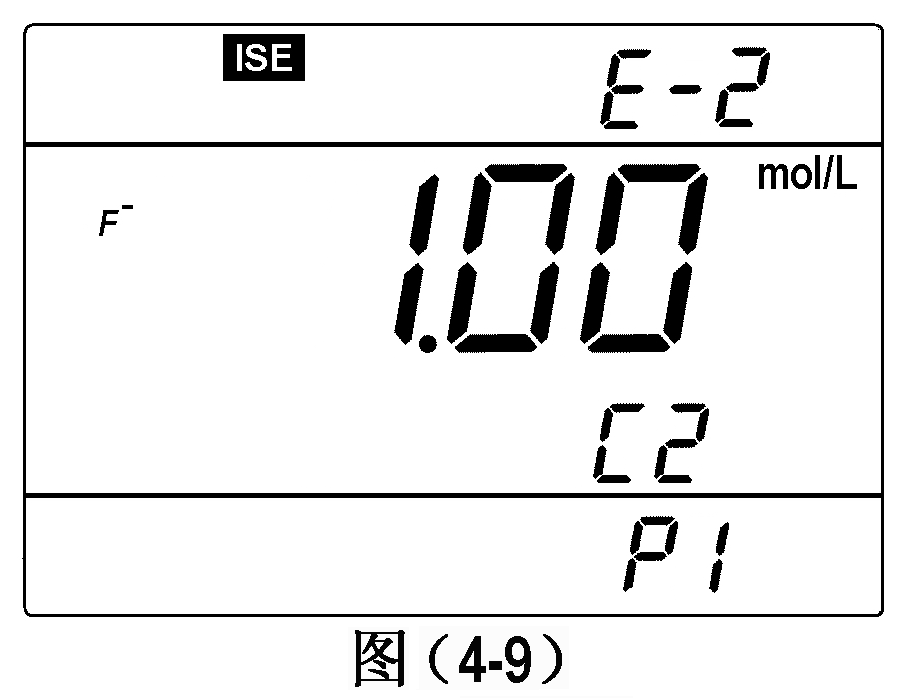 ISE
E-2
mol/L
F⁻
1.00
C2
P1
图（4-9）